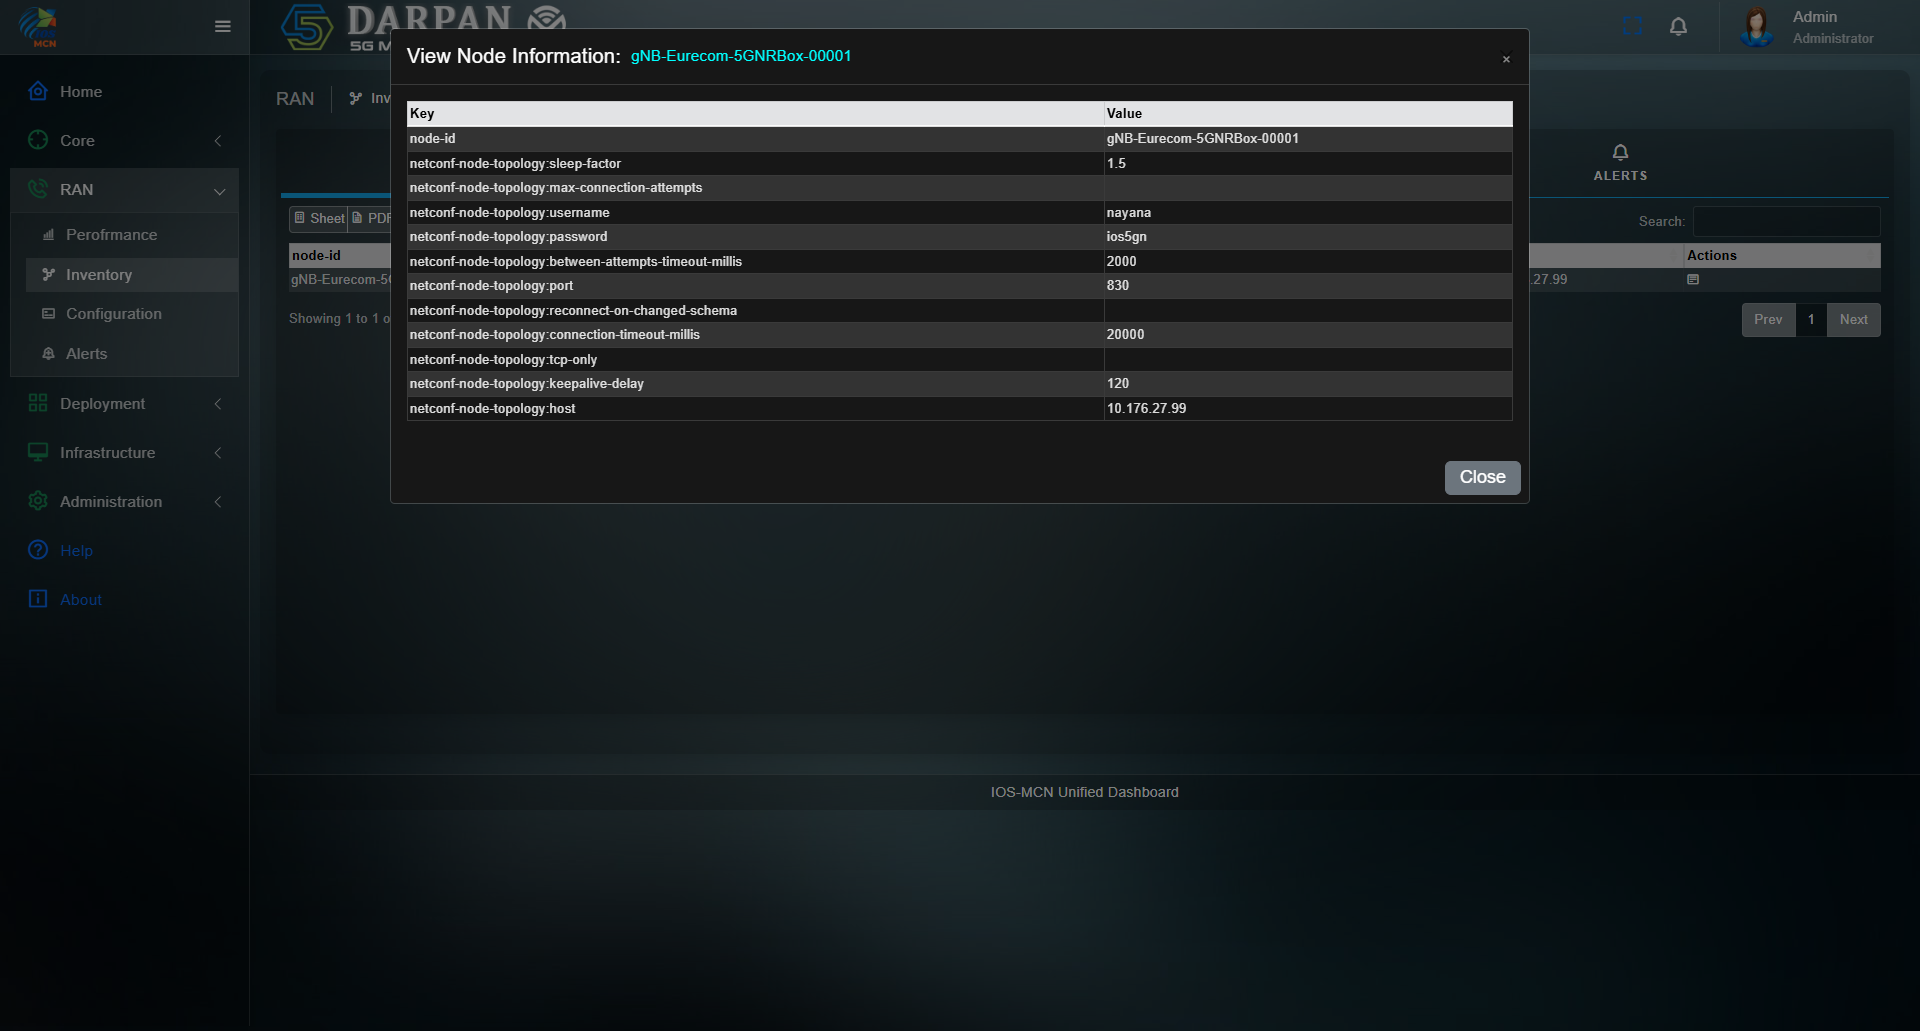 MCN
DARPAN
5G M
Admin
Administrator
View Node Information: gNB-Eurecom-5GNRBox-00001
×
Home
Core
RAN
Perofrmance
Inventory
Configuration
Alerts
Deployment
Infrastructure
Administration
Help
About
RAN
Inv
ALERTS
Sheet
PDF
Search:
node-id
Actions
gNB-Eurecom-5G
.27.99
Showing 1 to 1 o
Prev
1
Next
Key Value
node-id gNB-Eurecom-5GNRBox-00001
netconf-node-topology:sleep-factor 1.5
netconf-node-topology:max-connection-attempts
netconf-node-topology:username nayana
netconf-node-topology:password ios5gn
netconf-node-topology:between-attempts-timeout-millis 2000
netconf-node-topology:port 830
netconf-node-topology:reconnect-on-changed-schema
netconf-node-topology:connection-timeout-millis 20000
netconf-node-topology:tcp-only
netconf-node-topology:keepalive-delay 120
netconf-node-topology:host 10.176.27.99
Close
IOS-MCN Unified Dashboard